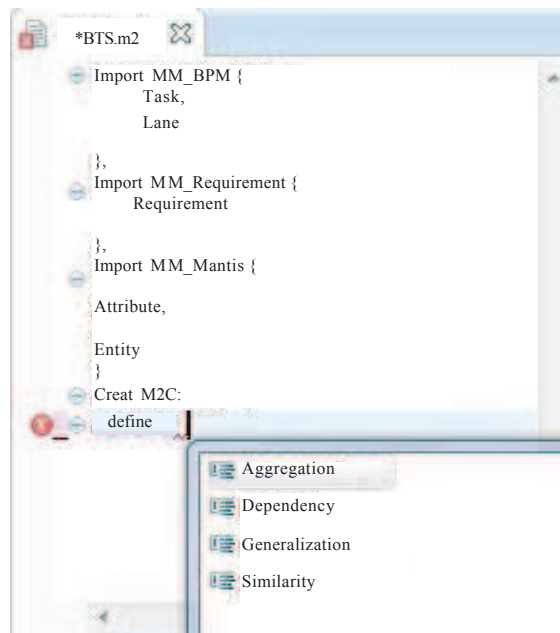 *BTS.m2
Import MM_BPM {
Task,
Lane
},
Import MM_Requirement {
Requirement
},
Import MM_Mantis {
Attribute,
Entity
}
Creat M2C:
define
Aggregation
Dependency
Generalization
Similarity